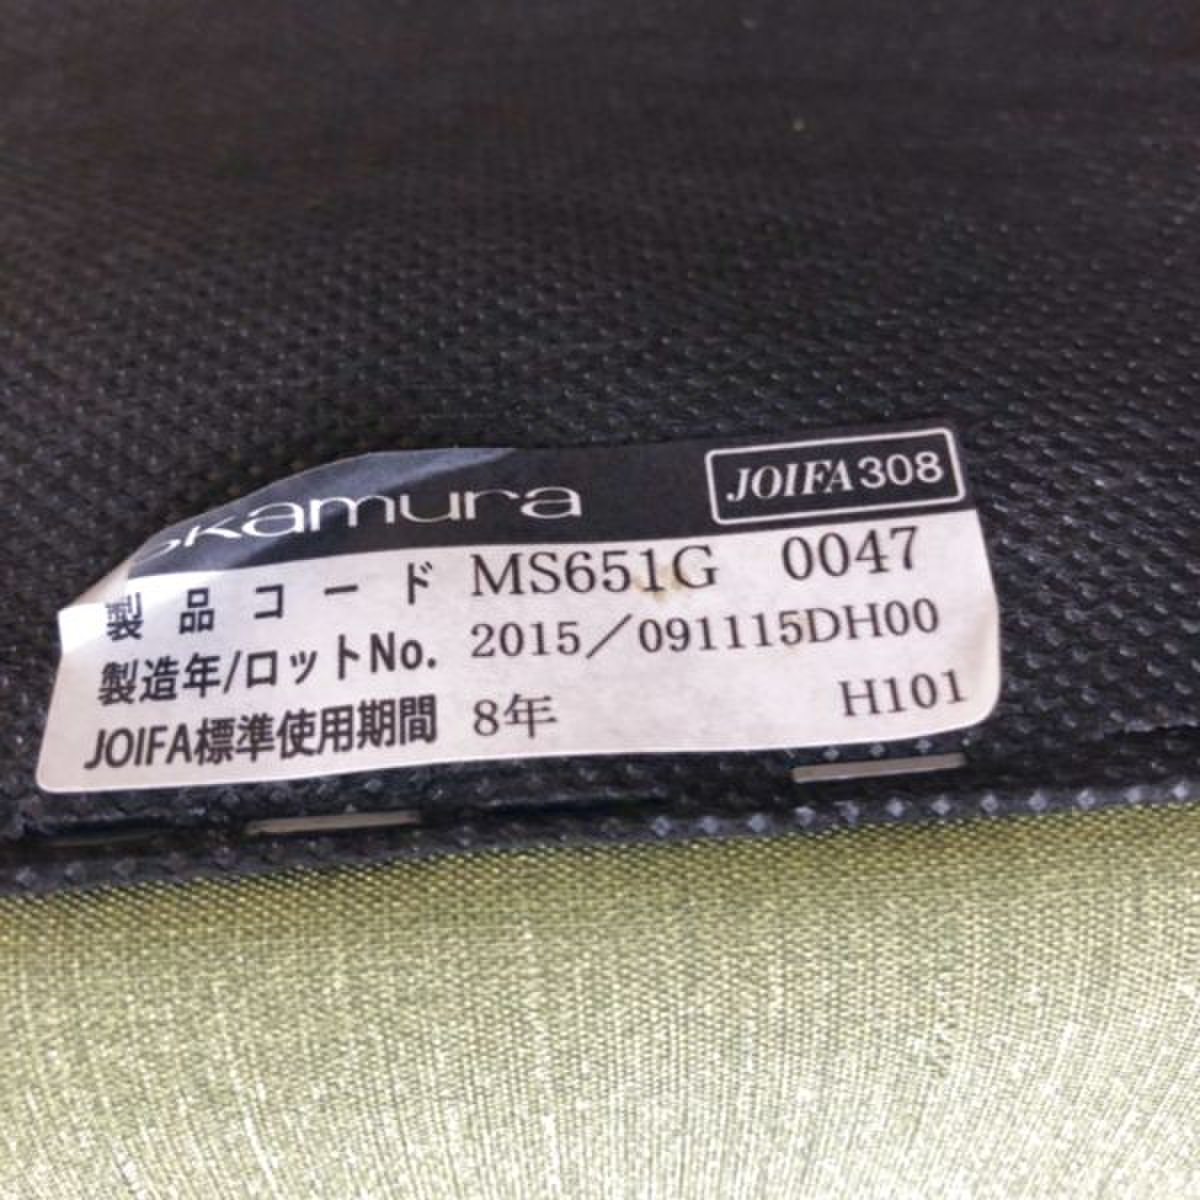 okamura JOIFA308
製品コード MS651G 0047
製造年/ロットNo. 2015/091115DH00
JOIFA標準使用期間 8年 H101